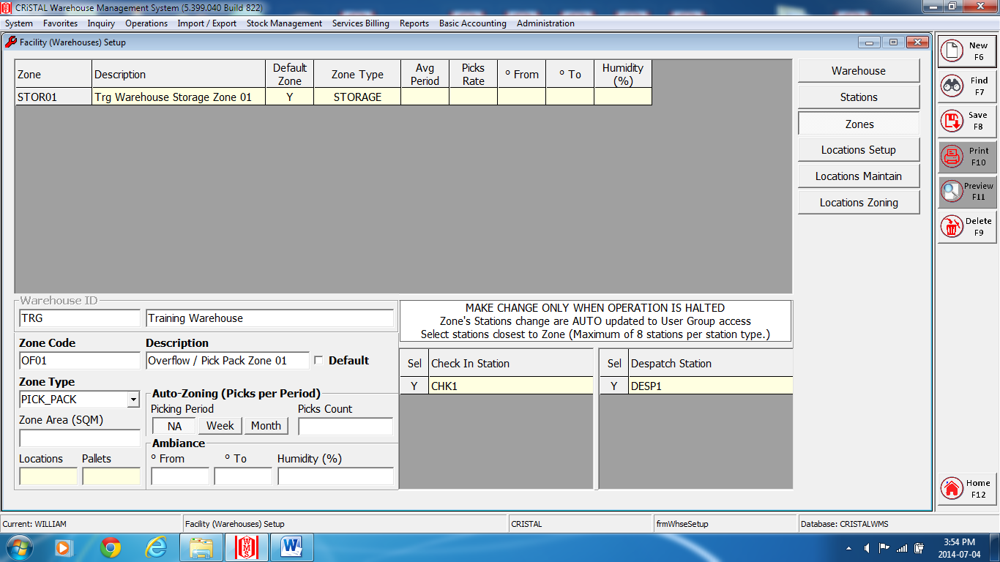 CRiSTAL Warehouse Management System (5.399.040 Build 822)
System Favorites Inquiry Operations Import / Export Stock Management Services Billing Reports Basic Accounting Administration
Facility (Warehouses) Setup
Zone Description Default Zone Zone Type Avg Period Picks Rate º From º To Humidity (%)
STOR01 Trg Warehouse Storage Zone 01 Y STORAGE
Warehouse
Stations
Zones
Locations Setup
Locations Maintain
Locations Zoning
New
F6
Find
F7
Save
F8
Print
F10
Preview
F11
Delete
F9
Home
F12
Warehouse ID
TRG Training Warehouse
Zone Code Description
OF01 Overflow / Pick Pack Zone 01 Default
Zone Type
PICK_PACK
Zone Area (SQM)
Locations Pallets
Auto-Zoning (Picks per Period)
Picking Period Picks Count
NA Week Month
Ambiance
º From º To Humidity (%)
MAKE CHANGE ONLY WHEN OPERATION IS HALTED
Zone's Stations change are AUTO updated to User Group access
Select stations closest to Zone (Maximum of 8 stations per station type.)
Sel Check In Station
Y CHK1
Sel Despatch Station
Y DESP1
Current: WILLIAM Facility (Warehouses) Setup CRISTAL frmWhseSetup Database: CRISTALWMS
WMS
3:54 PM
2014-07-04